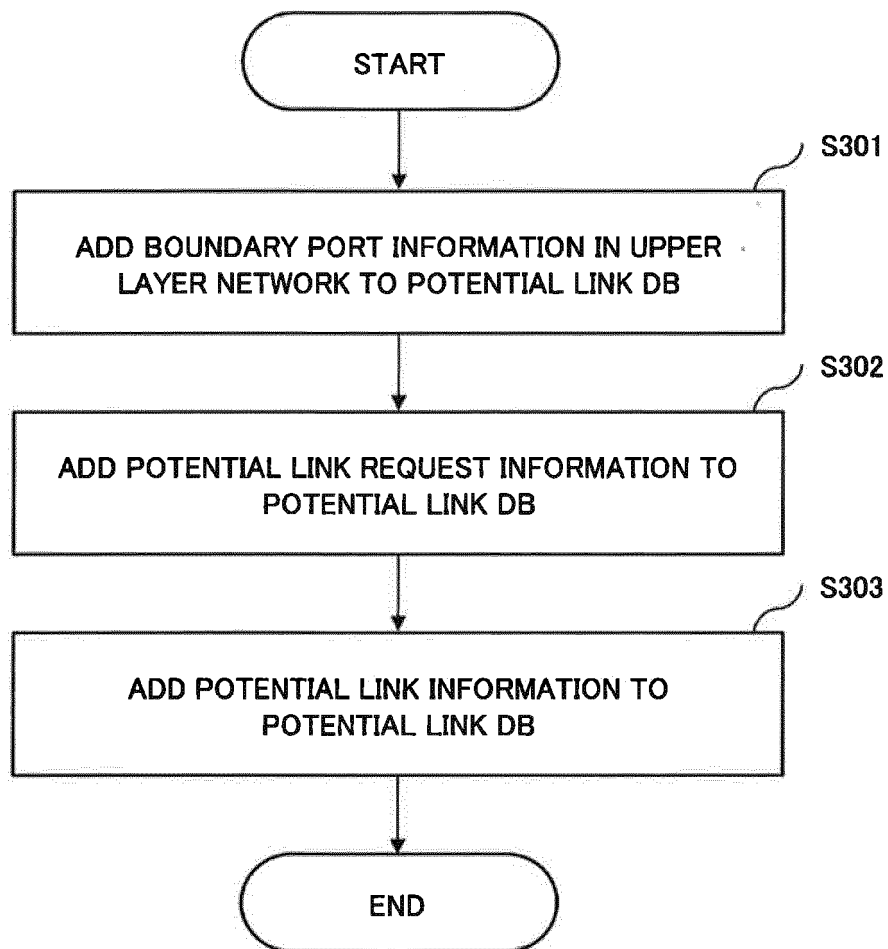 START
S301
ADD BOUNDARY PORT INFORMATION IN UPPER
LAYER NETWORK TO POTENTIAL LINK DB
S302
ADD POTENTIAL LINK REQUEST INFORMATION TO
POTENTIAL LINK DB
S303
ADD POTENTIAL LINK INFORMATION TO
POTENTIAL LINK DB
END